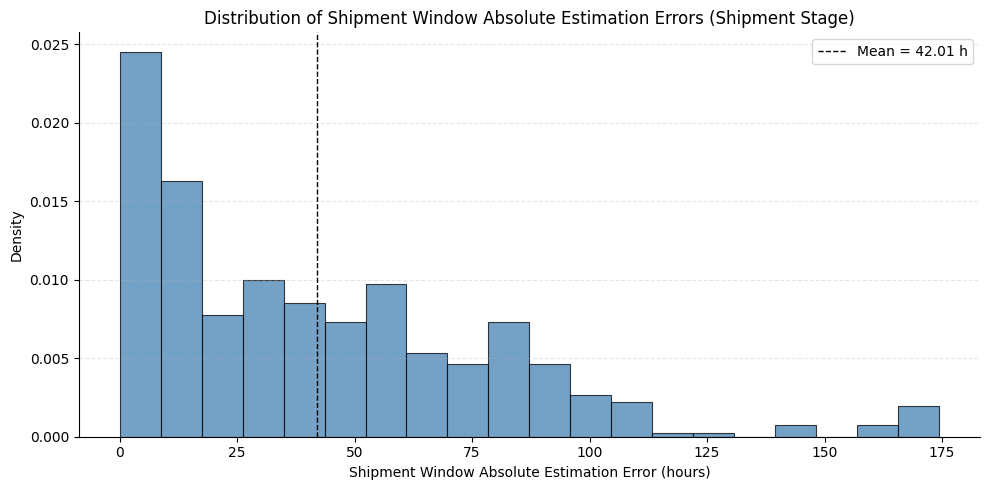 Distribution of Shipment Window Absolute Estimation Errors (Shipment Stage)
Mean = 42.01 h
Density
0.025
0.020
0.015
0.010
0.005
0.000
0 25 50 75 100 125 150 175
Shipment Window Absolute Estimation Error (hours)